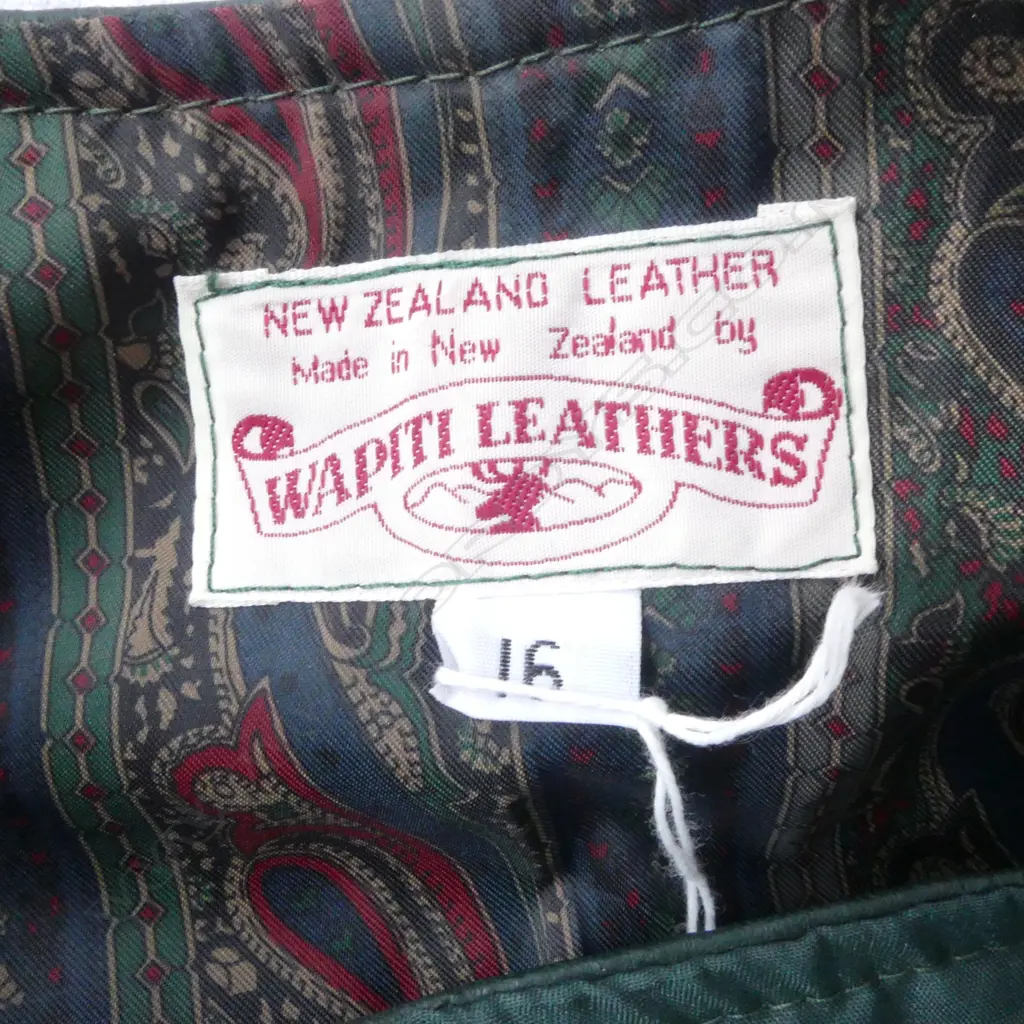 NEW ZEALAND LEATHER
Made in New Zealand by
WAPITI LEATHERS
16